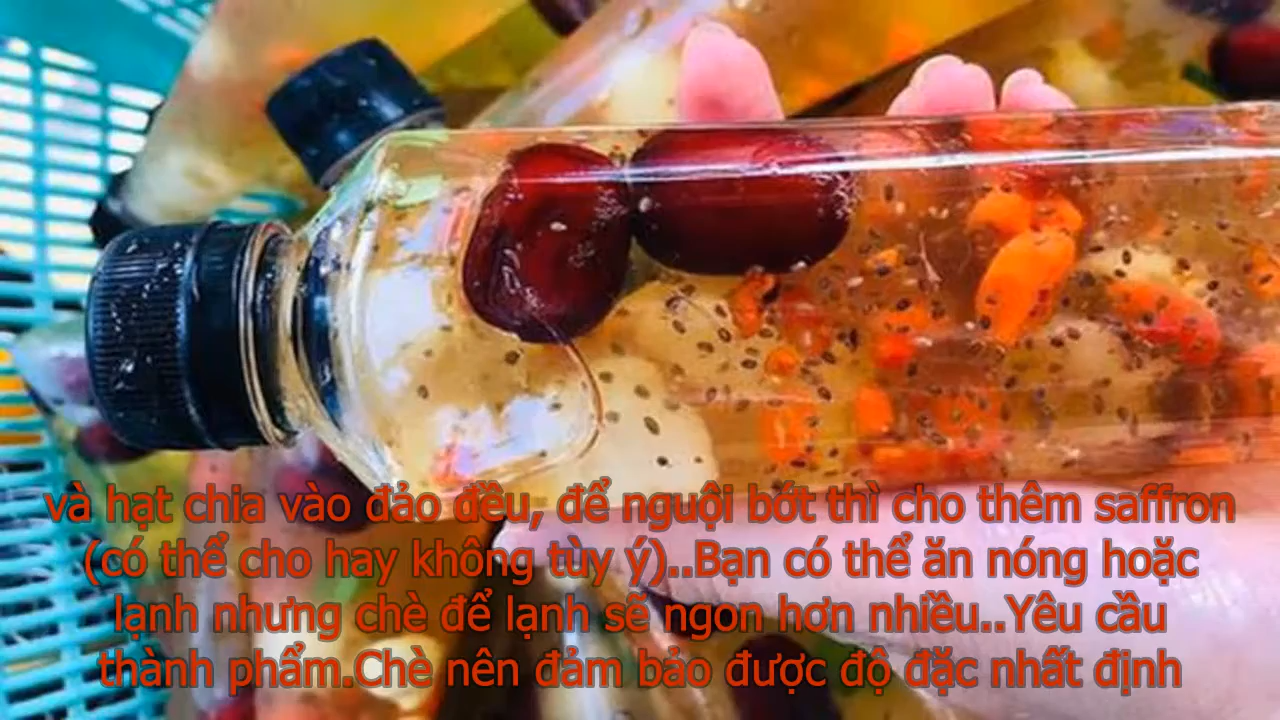 và hạt chia vào đảo đều, để nguội bớt thì cho thêm saffron
(có thể cho hay không tùy ý)..Bạn có thể ăn nóng hoặc
lạnh nhưng chè để lạnh sẽ ngon hơn nhiều..Yêu cầu
thành phẩm.Chè nên đảm bảo được độ đặc nhất định